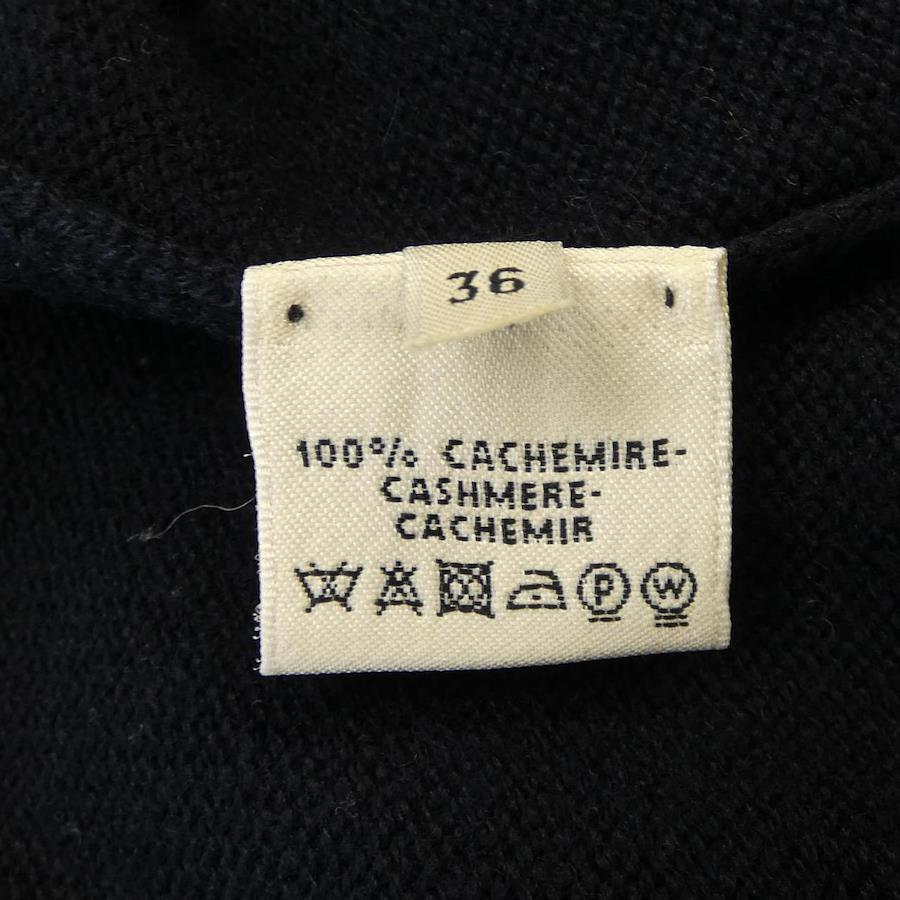 36
100% CACHEMIRE-
CASHMERE-
CACHEMIR
P W